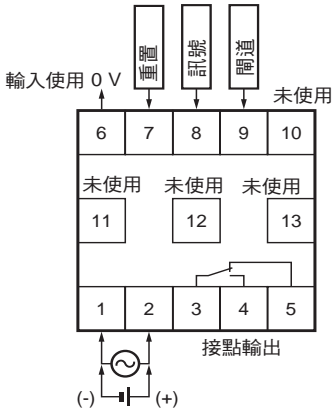 重置
訊號
閘道
輸入使用 0 V
未使用
6 7 8 9 10
未使用 未使用 未使用
11 12 13
1 2 3 4 5
接點輸出
(-) (+)